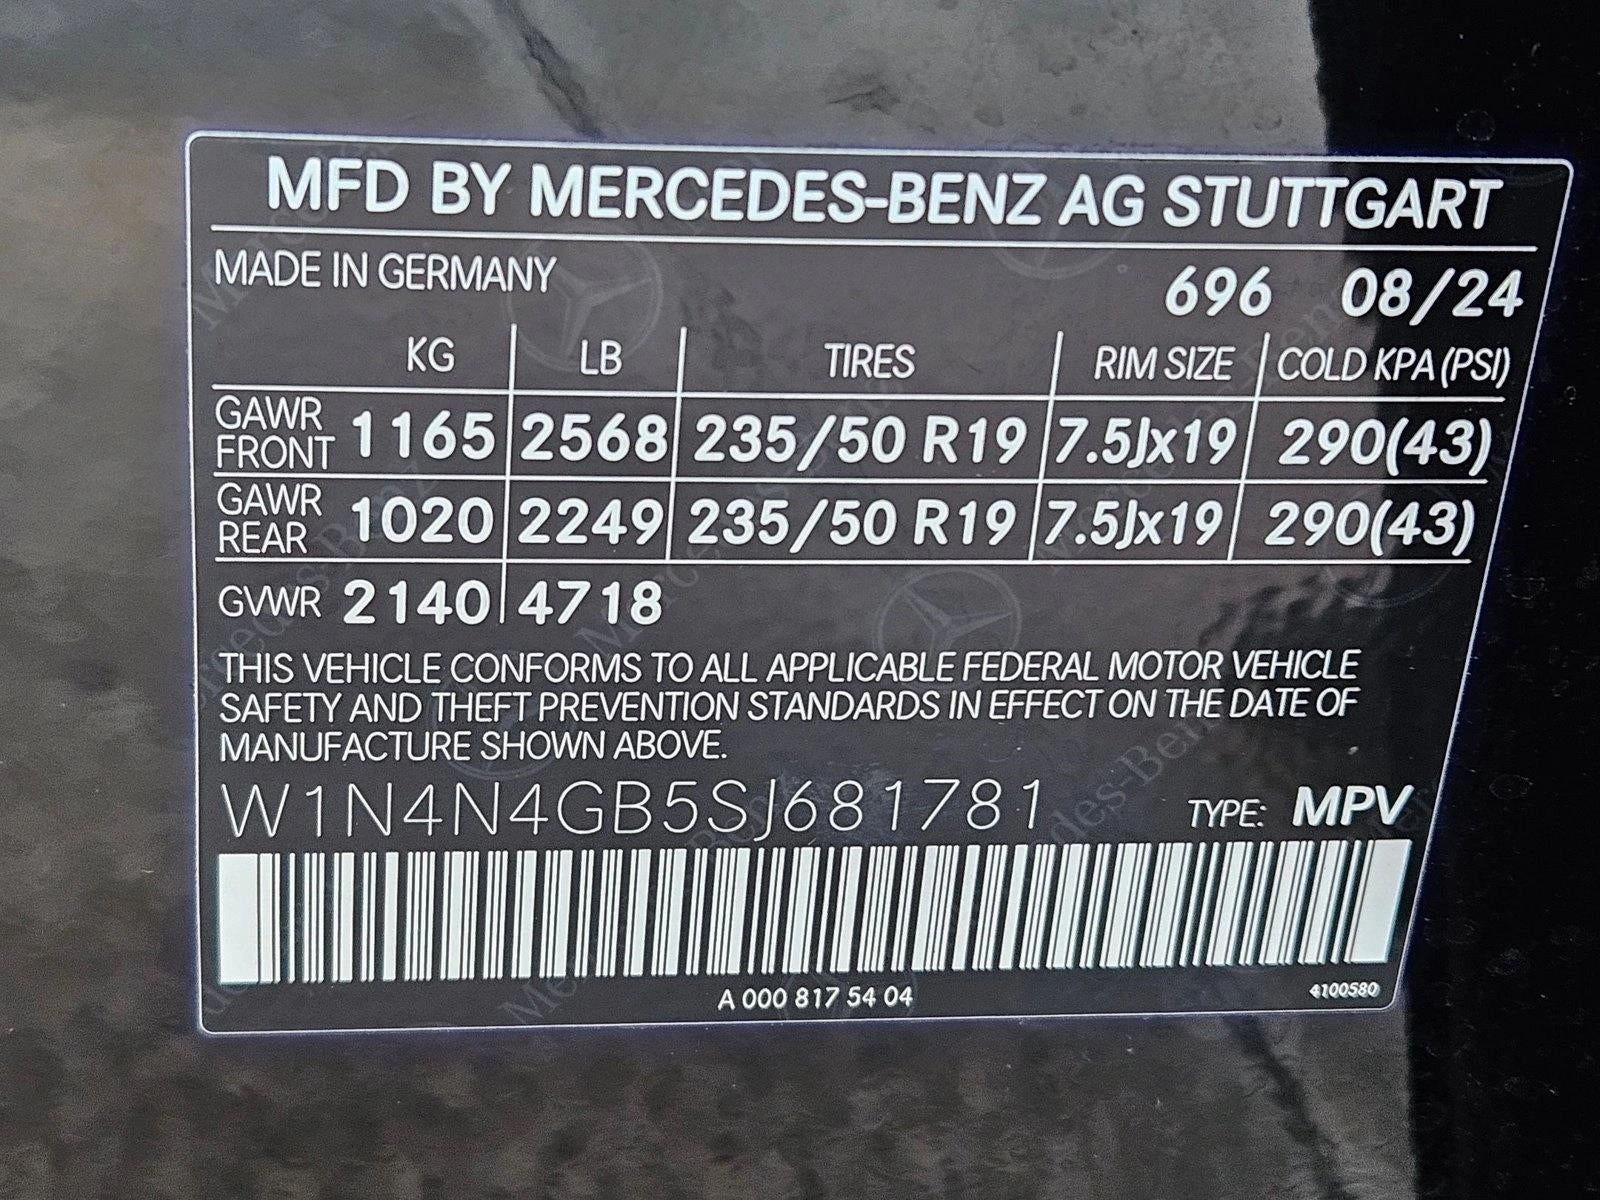 MFD BY MERCEDES-BENZ AG STUTTGART
MADE IN GERMANY 696 08/24
KG LB TIRES RIM SIZE COLD KPA (PSI)
GAWR FRONT 1165 2568 235/50 R19 7.5Jx19 290(43)
GAWR REAR 1020 2249 235/50 R19 7.5Jx19 290(43)
GVWR 2140 4718
THIS VEHICLE CONFORMS TO ALL APPLICABLE FEDERAL MOTOR VEHICLE
SAFETY AND THEFT PREVENTION STANDARDS IN EFFECT ON THE DATE OF
MANUFACTURE SHOWN ABOVE.
W1N4N4GB5SJ681781 TYPE: MPV
A 000 817 54 04 4100580